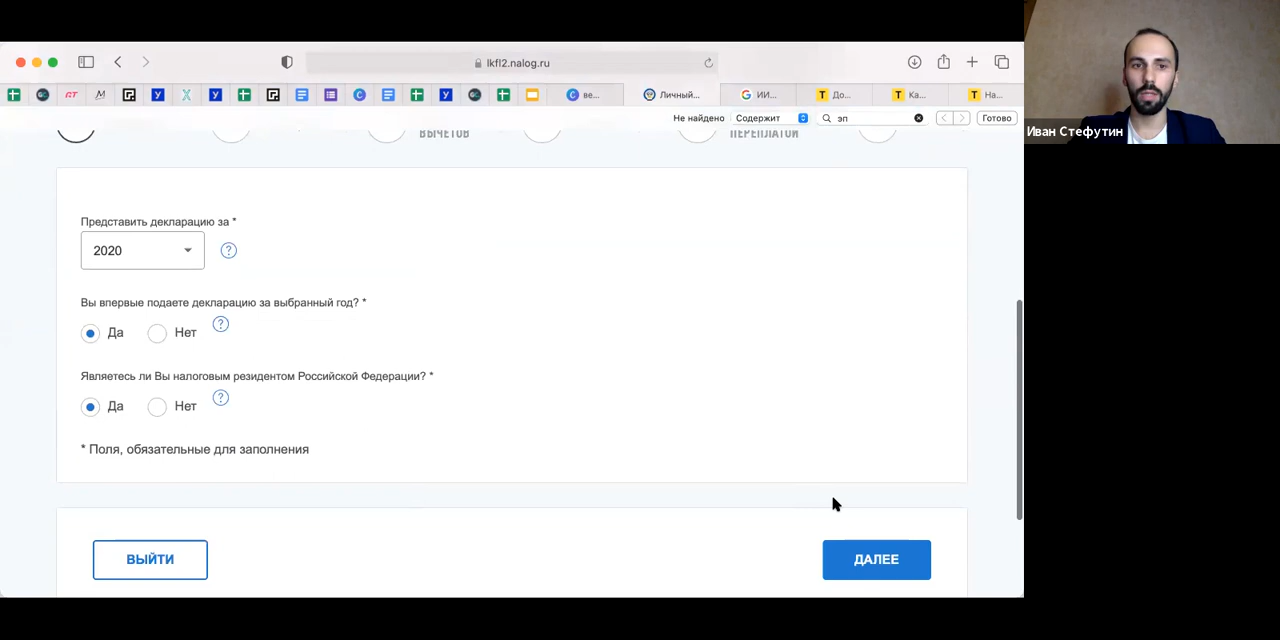 lkfl2.nalog.ru
ве...
Личный...
ИИ...
До...
Ка...
На...
Не найдено Содержит эп Готово
ВЫЧЕТОВ ПЕРЕПЛАТОЙ
Иван Стефутин
Представить декларацию за *
2020
Вы впервые подаете декларацию за выбранный год? *
Да Нет
Являетесь ли Вы налоговым резидентом Российской Федерации? *
Да Нет
* Поля, обязательные для заполнения
ВЫЙТИ ДАЛЕЕ